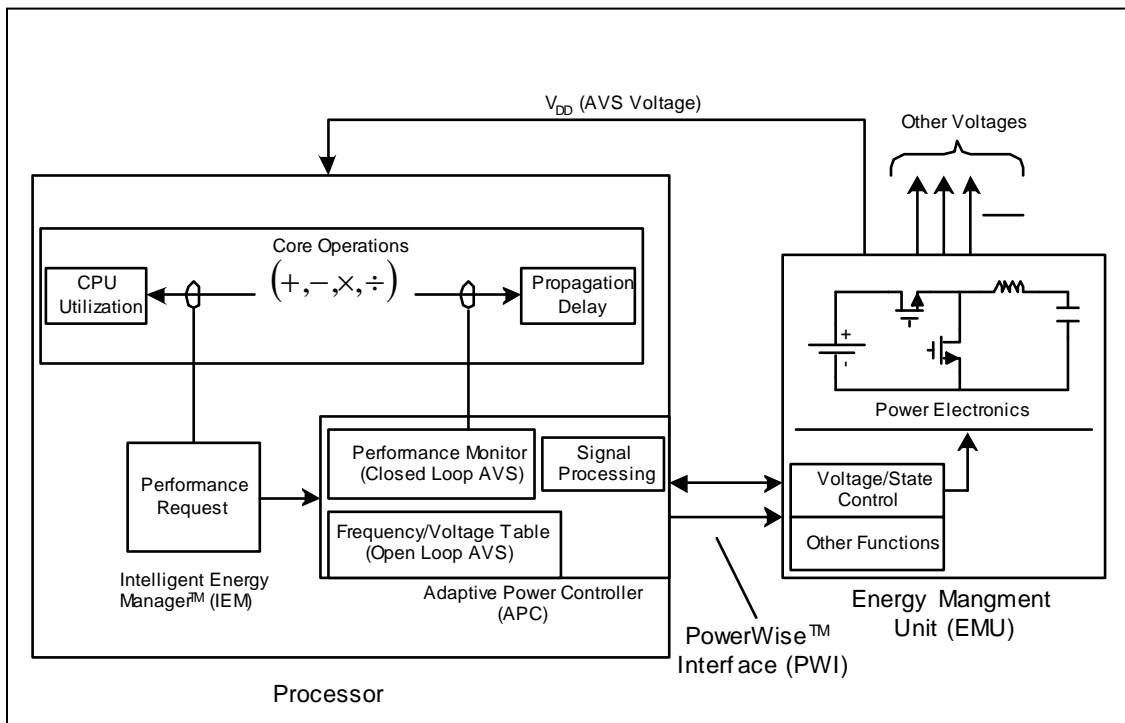 V_DD (AVS Voltage)
Other Voltages
Core Operations
(+,−,×,÷)
CPU
Utilization
Propagation
Delay
+
-
Power Electronics
Performance
Request
Performance Monitor
(Closed Loop AVS)
Signal
Processing
Frequency/Voltage Table
(Open Loop AVS)
Voltage/State
Control
Other Functions
Intelligent Energy
Manager™ (IEM)
Adaptive Power Controller
(APC)
Energy Mangment
Unit (EMU)
PowerWise™
Interface (PWI)
Processor